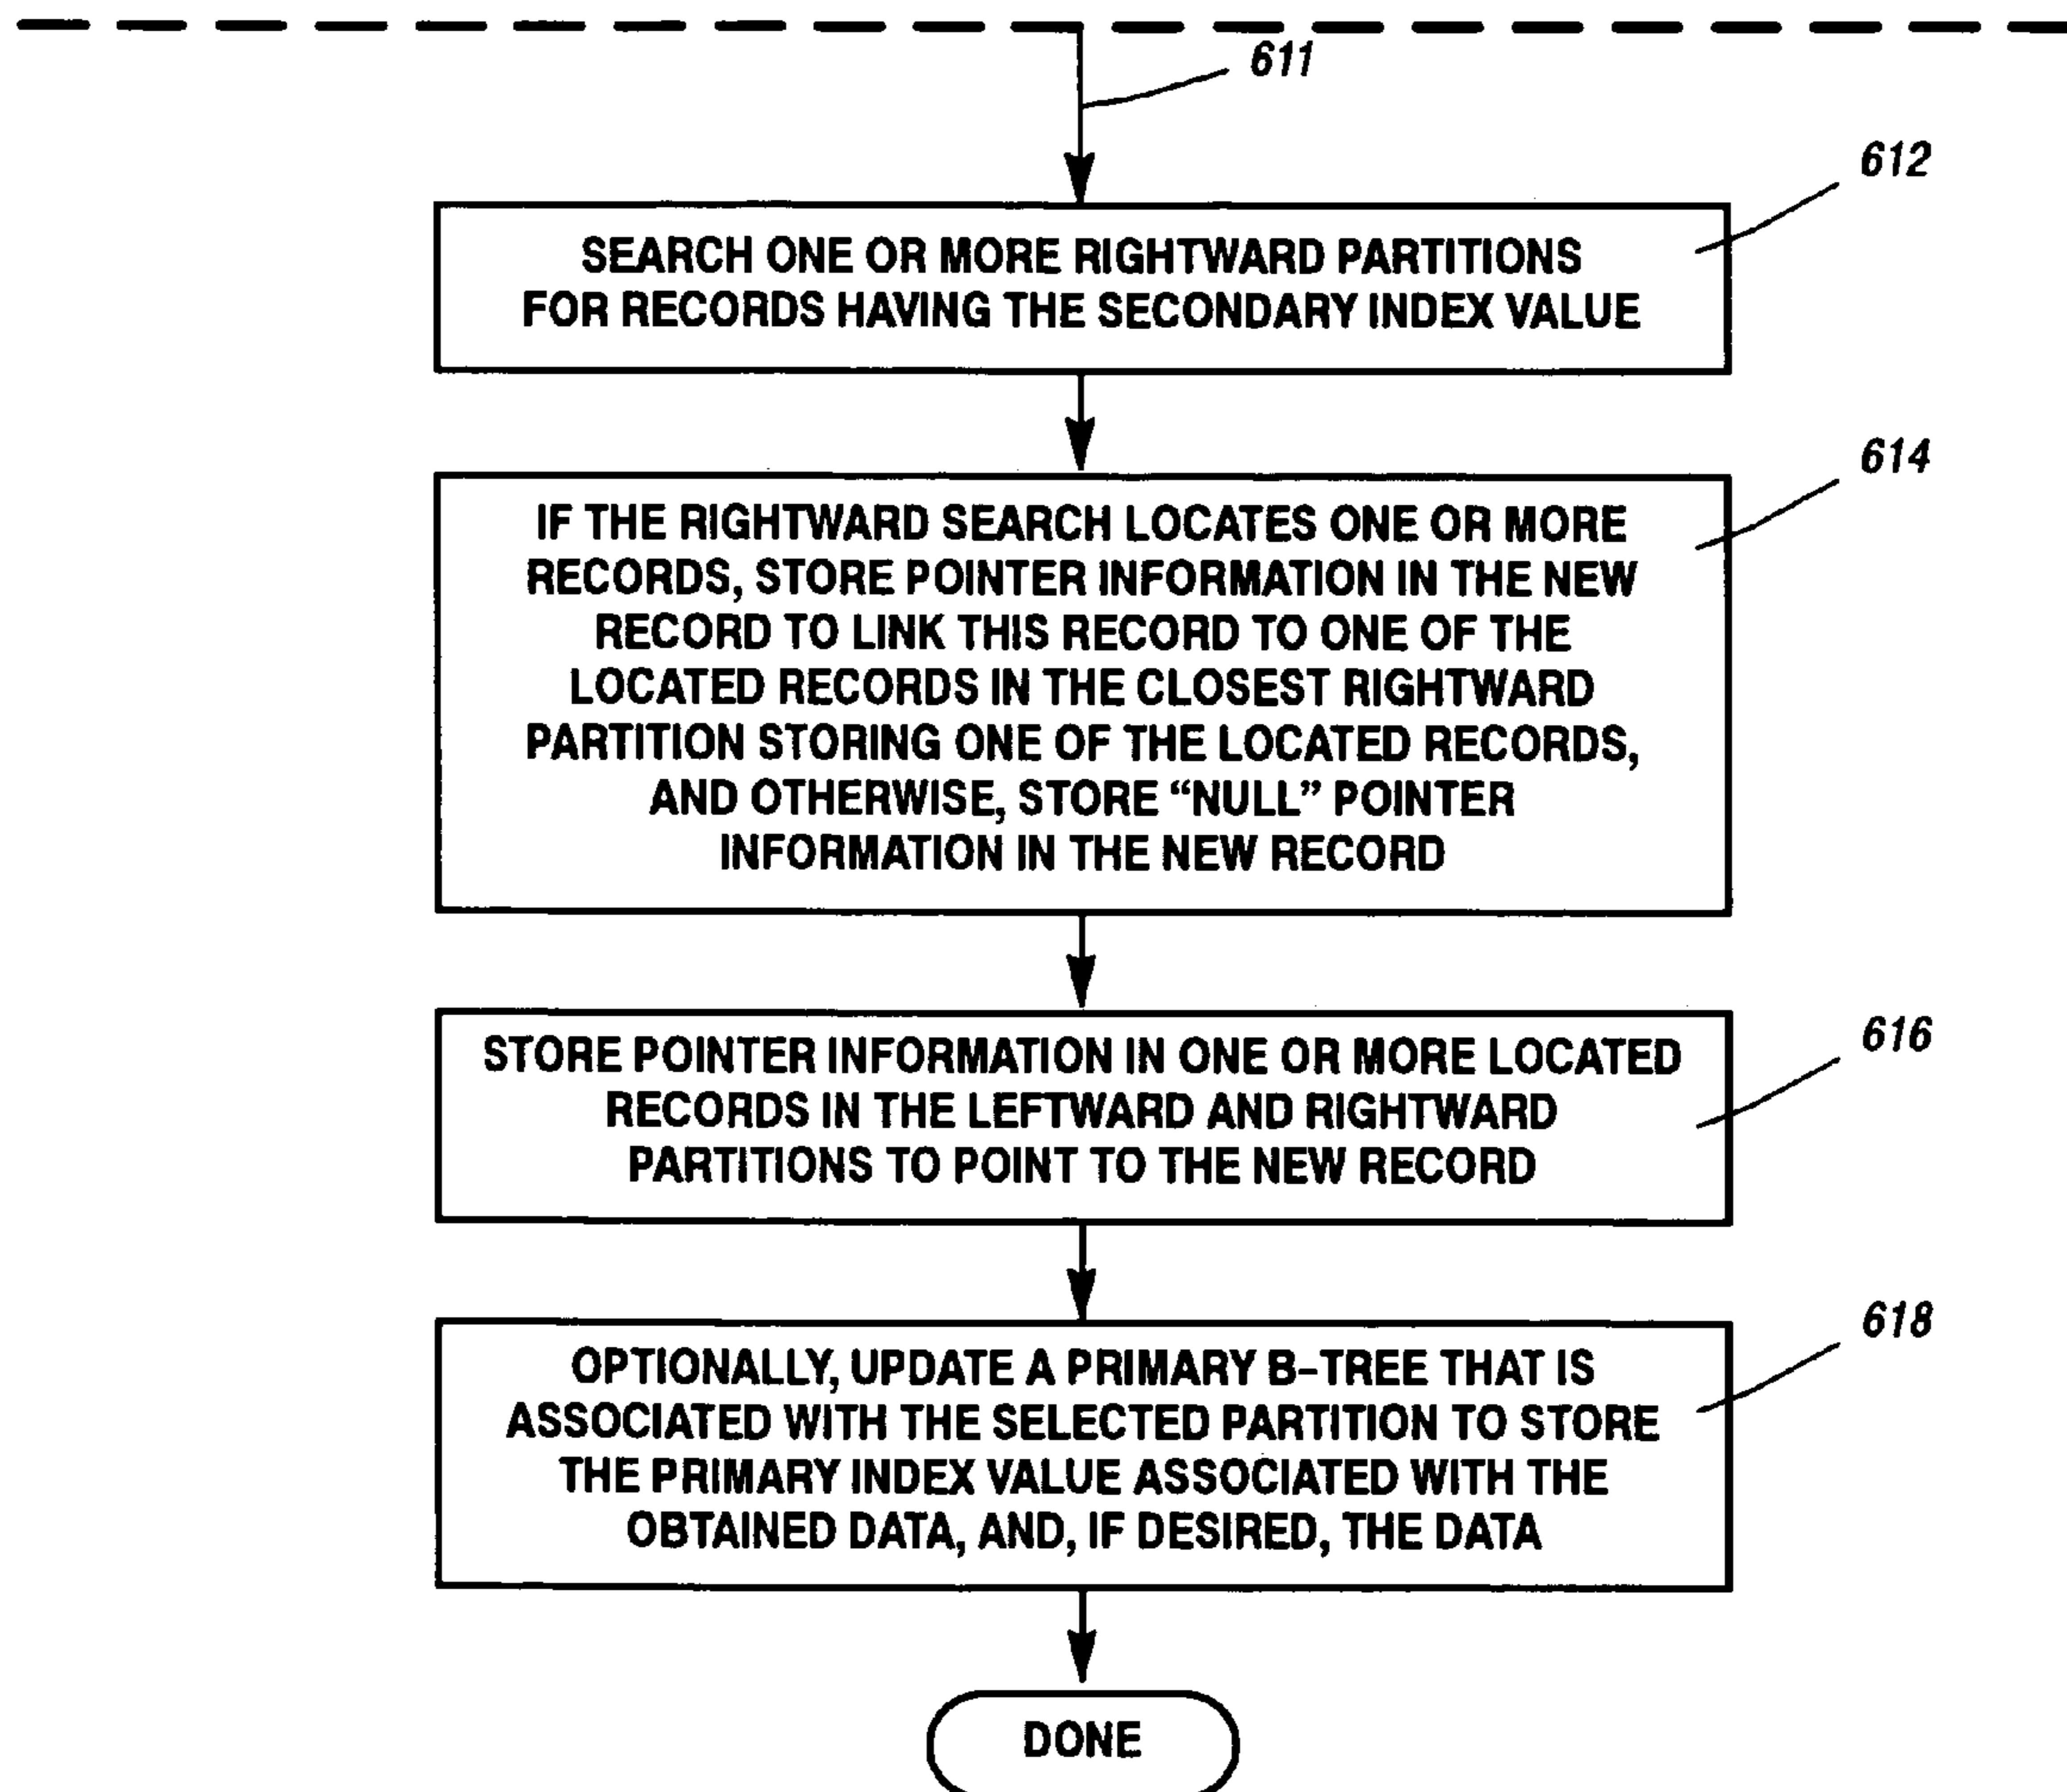 611
612
SEARCH ONE OR MORE RIGHTWARD PARTITIONS
FOR RECORDS HAVING THE SECONDARY INDEX VALUE
614
IF THE RIGHTWARD SEARCH LOCATES ONE OR MORE
RECORDS, STORE POINTER INFORMATION IN THE NEW
RECORD TO LINK THIS RECORD TO ONE OF THE
LOCATED RECORDS IN THE CLOSEST RIGHTWARD
PARTITION STORING ONE OF THE LOCATED RECORDS,
AND OTHERWISE, STORE “NULL” POINTER
INFORMATION IN THE NEW RECORD
616
STORE POINTER INFORMATION IN ONE OR MORE LOCATED
RECORDS IN THE LEFTWARD AND RIGHTWARD
PARTITIONS TO POINT TO THE NEW RECORD
618
OPTIONALLY, UPDATE A PRIMARY B-TREE THAT IS
ASSOCIATED WITH THE SELECTED PARTITION TO STORE
THE PRIMARY INDEX VALUE ASSOCIATED WITH THE
OBTAINED DATA, AND, IF DESIRED, THE DATA
DONE